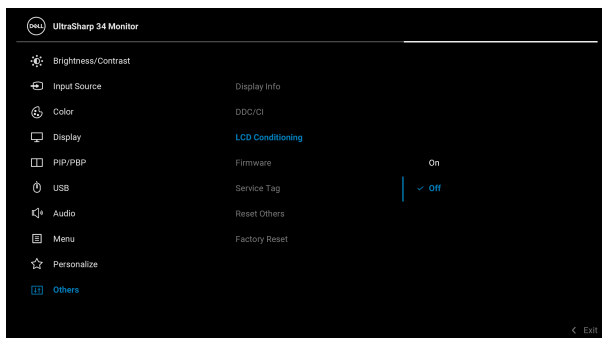 DELL UltraSharp 34 Monitor
Brightness/Contrast
Input Source
Display Info
Color
DDC/CI
Display
LCD Conditioning
PIP/PBP
Firmware
On
USB
Service Tag
Off
Audio
Reset Others
Menu
Factory Reset
Personalize
Others
Exit